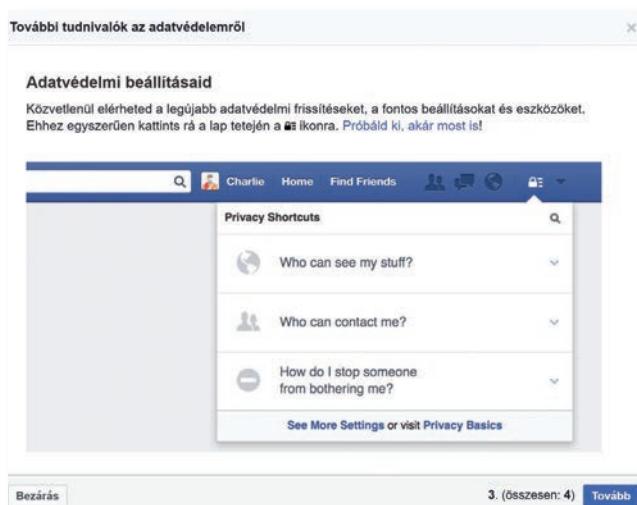 További tudnivalók az adatvédelemről
Adatvédelmi beállításaid
Közvetlenül elérheted a legújabb adatvédelmi frissítéseket, a fontos beállításokat és eszközöket.
Ehhez egyszerűen kattints rá a lap tetején a ikonra. Próbáld ki, akár most is!
Charlie Home Find Friends
Privacy Shortcuts
Who can see my stuff?
Who can contact me?
How do I stop someone
from bothering me?
See More Settings or visit Privacy Basics
Bezárás 3. (összesen: 4) Tovább